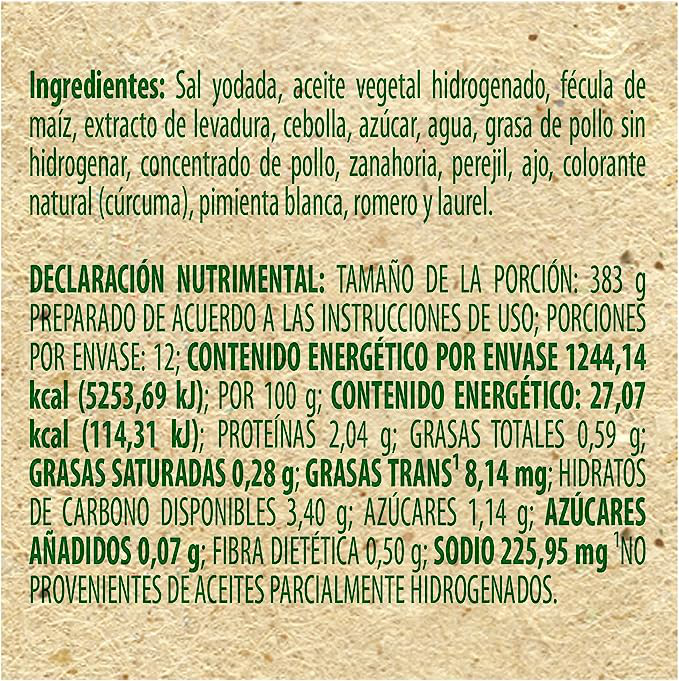 Ingredientes: Sal yodada, aceite vegetal hidrogenado, fécula de
maíz, extracto de levadura, cebolla, azúcar, agua, grasa de pollo sin
hidrogenar, concentrado de pollo, zanahoria, perejil, ajo, colorante
natural (cúrcuma), pimienta blanca, romero y laurel.
DECLARACIÓN NUTRIMENTAL: TAMAÑO DE LA PORCIÓN: 383 g
PREPARADO DE ACUERDO A LAS INSTRUCCIONES DE USO; PORCIONES
POR ENVASE: 12; CONTENIDO ENERGÉTICO POR ENVASE 1244,14
kcal (5253,69 kJ); POR 100 g; CONTENIDO ENERGÉTICO: 27,07
kcal (114,31 kJ); PROTEÍNAS 2,04 g; GRASAS TOTALES 0,59 g;
GRASAS SATURADAS 0,28 g; GRASAS TRANS¹ 8,14 mg; HIDRATOS
DE CARBONO DISPONIBLES 3,40 g; AZÚCARES 1,14 g; AZÚCARES
AÑADIDOS 0,07 g; FIBRA DIETÉTICA 0,50 g; SODIO 225,95 mg ¹NO
PROVENIENTES DE ACEITES PARCIALMENTE HIDROGENADOS.